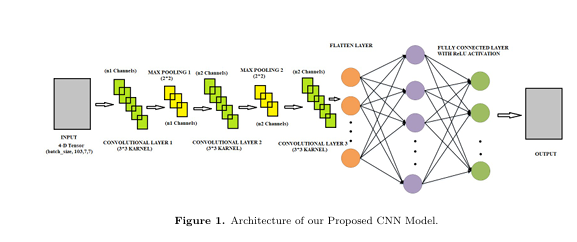 FLATTEN LAYER
FULLY CONNECTED LAYER
WITH ReLU ACTIVATION
(n1 Channels)
MAX POOLING 1
(2*2)
(n2 Channels)
MAX POOLING 2
(2*2)
(n2 Channels)
(n1 Channels)
(n2 Channels)
INPUT
4-D Tensor
(batch_size, 103,7,7)
CONVOLUTIONAL LAYER 1
(3*3 KARNEL)
CONVOLUTIONAL LAYER 2
(3*3 KARNEL)
CONVOLUTIONAL LAYER 3
(3*3 KARNEL)
OUTPUT
Figure 1. Architecture of our Proposed CNN Model.